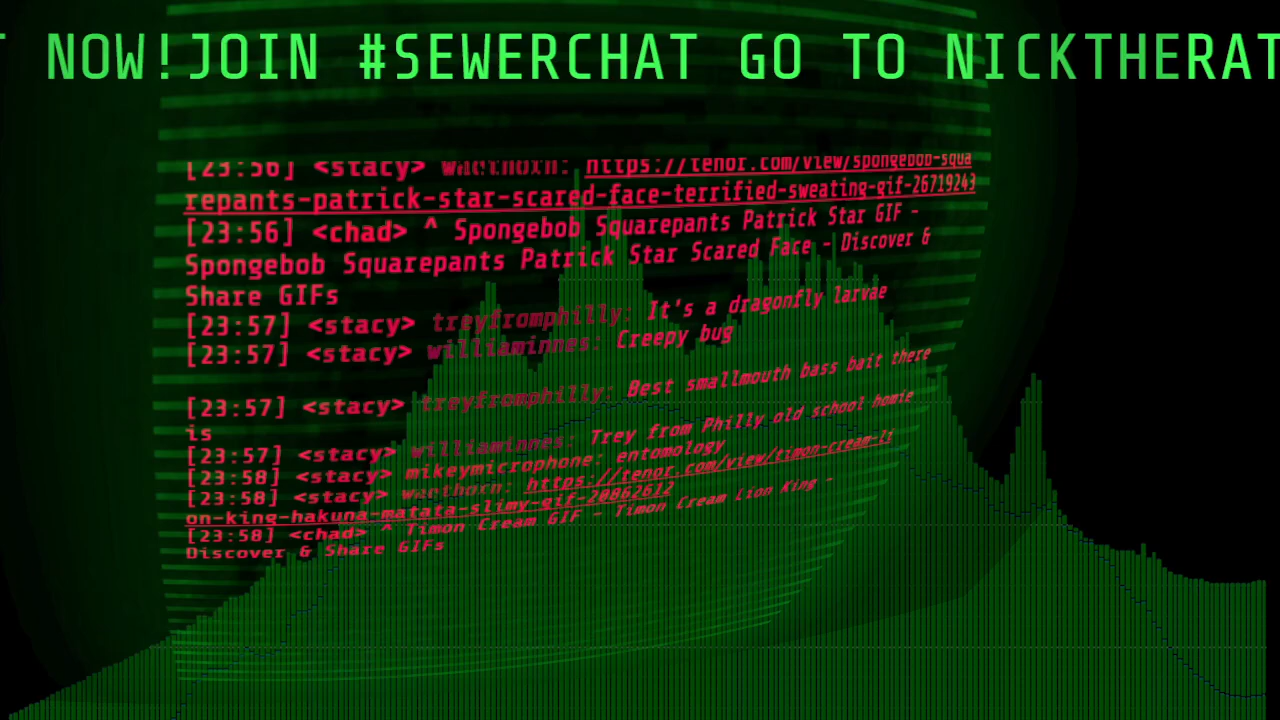 NOW!JOIN #SEWERCHAT GO TO NICKTHERAT
[23:56] <stacy> waethorn: https://tenor.com/view/spongebob-squa
repants-patrick-star-scared-face-terrified-sweating-gif-26719243
[23:56] <chad> ^ Spongebob Squarepants Patrick Star GIF -
Spongebob Squarepants Patrick Star Scared Face - Discover &
Share GIFs
[23:57] <stacy> treyfromphilly: It's a dragonfly larvae
[23:57] <stacy> williaminnes: Creepy bug
[23:57] <stacy> treyfromphilly: Best smallmouth bass bait there
is
[23:57] <stacy> williaminnes: Trey from Philly old school homie
[23:58] <stacy> mikeymicrophone: entomology
[23:58] <stacy> waethorn: https://tenor.com/view/timon-cream-li
on-king-hakuna-matata-slimy-gif-20862612
[23:58] <chad> ^ Timon Cream GIF - Timon Cream Lion King -
Discover & Share GIFs